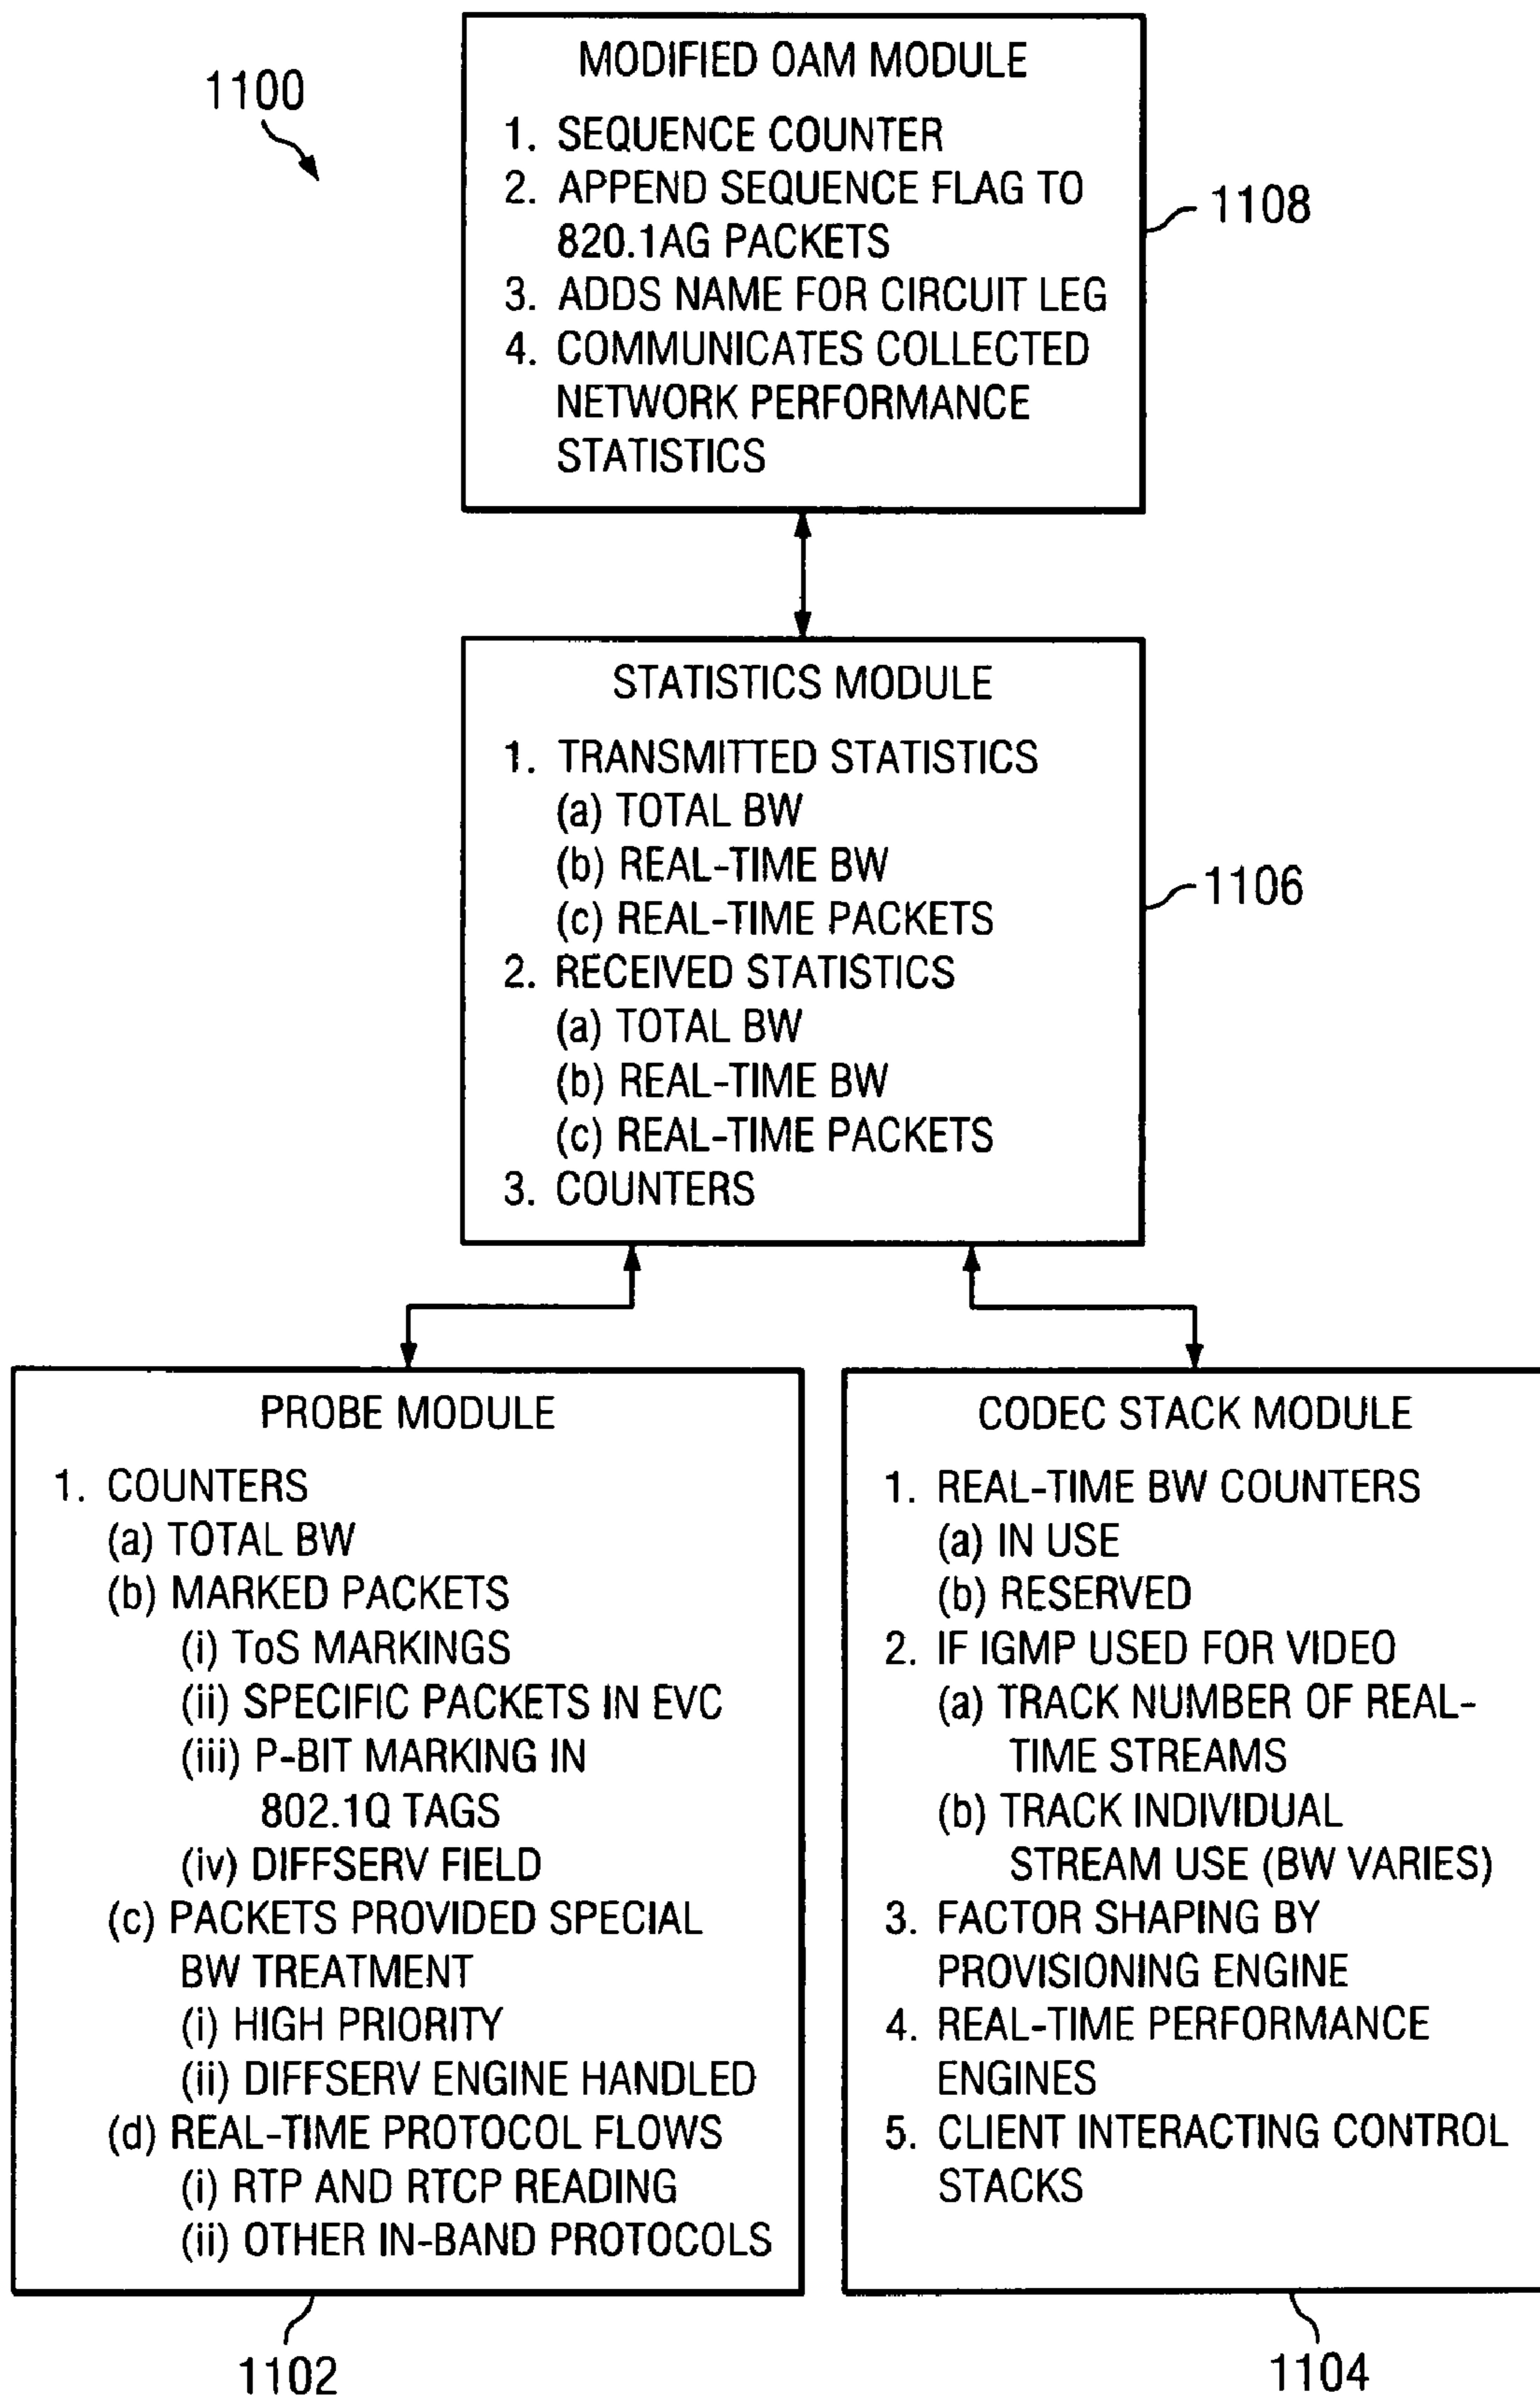 1100
MODIFIED OAM MODULE
1. SEQUENCE COUNTER
2. APPEND SEQUENCE FLAG TO
820.1AG PACKETS
3. ADDS NAME FOR CIRCUIT LEG
4. COMMUNICATES COLLECTED
NETWORK PERFORMANCE
STATISTICS
1108
STATISTICS MODULE
1. TRANSMITTED STATISTICS
(a) TOTAL BW
(b) REAL-TIME BW
(c) REAL-TIME PACKETS
2. RECEIVED STATISTICS
(a) TOTAL BW
(b) REAL-TIME BW
(c) REAL-TIME PACKETS
3. COUNTERS
1106
PROBE MODULE
1. COUNTERS
(a) TOTAL BW
(b) MARKED PACKETS
(i) ToS MARKINGS
(ii) SPECIFIC PACKETS IN EVC
(iii) P-BIT MARKING IN
802.1Q TAGS
(iv) DIFFSERV FIELD
(c) PACKETS PROVIDED SPECIAL
BW TREATMENT
(i) HIGH PRIORITY
(ii) DIFFSERV ENGINE HANDLED
(d) REAL-TIME PROTOCOL FLOWS
(i) RTP AND RTCP READING
(ii) OTHER IN-BAND PROTOCOLS
1102
CODEC STACK MODULE
1. REAL-TIME BW COUNTERS
(a) IN USE
(b) RESERVED
2. IF IGMP USED FOR VIDEO
(a) TRACK NUMBER OF REAL-
TIME STREAMS
(b) TRACK INDIVIDUAL
STREAM USE (BW VARIES)
3. FACTOR SHAPING BY
PROVISIONING ENGINE
4. REAL-TIME PERFORMANCE
ENGINES
5. CLIENT INTERACTING CONTROL
STACKS
1104